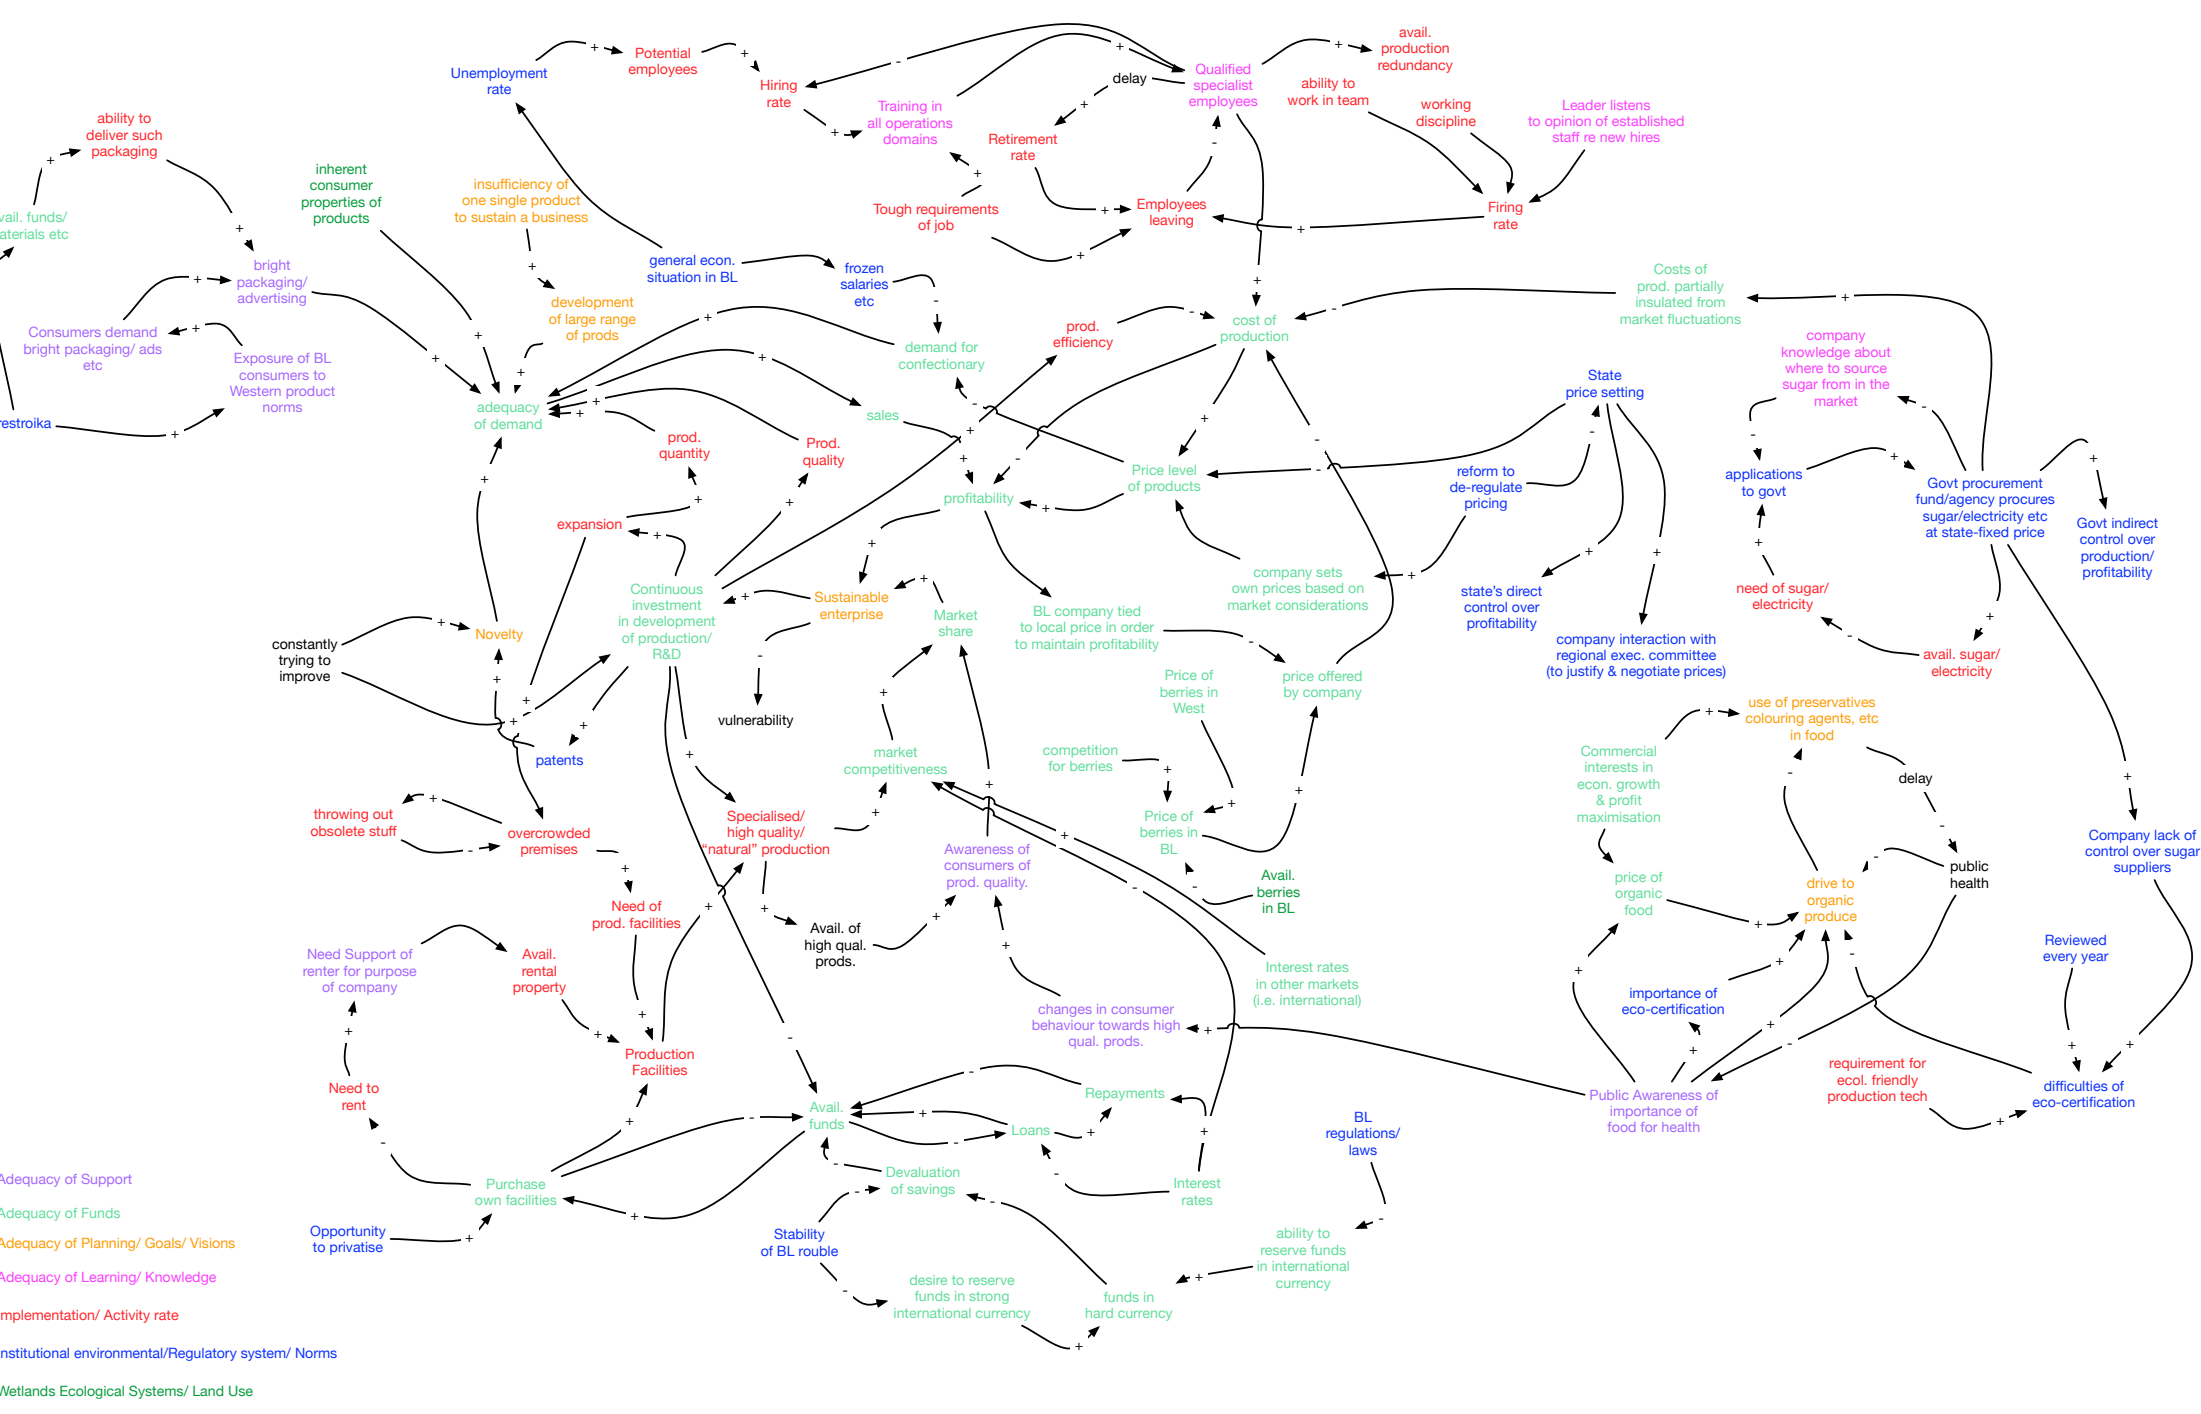 Unemployment
rate
Potential
employees
Hiring
rate
Training in
all operations
domains
delay
Retirement
rate
Tough requirements
of job
Qualified
specialist
employees
Employees
leaving
avail.
production
redundancy
ability to
work in team
working
discipline
Leader listens
to opinion of established
staff re new hires
Firing
rate
ability to
deliver such
packaging
vail. funds/
aterials etc
inherent
consumer
properties of
products
insufficiency of
one single product
to sustain a business
bright
packaging/
advertising
general econ.
situation in BL
frozen
salaries
etc
development
of large range
of prods
Consumers demand
bright packaging/ ads
etc
Exposure of BL
consumers to
Western product
norms
restroika
adequacy
of demand
demand for
confectionary
prod.
efficiency
cost of
production
Costs of
prod. partially
insulated from
market fluctuations
company
knowledge about
where to source
sugar from in the
market
State
price setting
sales
prod.
quantity
Prod.
quality
profitability
Price level
of products
reform to
de-regulate
pricing
applications
to govt
Govt procurement
fund/agency procures
sugar/electricity etc
at state-fixed price
Govt indirect
control over
production/
profitability
expansion
Continuous
investment
in development
of production/
R&D
Sustainable
enterprise
Market
share
BL company tied
to local price in order
to maintain profitability
company sets
own prices based on
market considerations
state's direct
control over
profitability
company interaction with
regional exec. committee
(to justify & negotiate prices)
need of sugar/
electricity
avail. sugar/
electricity
constantly
trying to
improve
Novelty
vulnerability
patents
Price of
berries in
West
price offered
by company
competition
for berries
Price of
berries in
BL
Avail.
berries
in BL
market
competitiveness
use of preservatives
colouring agents, etc
in food
Commercial
interests in
econ. growth
& profit
maximisation
delay
public
health
price of
organic
food
drive to
organic
produce
Company lack of
control over sugar
suppliers
throwing out
obsolete stuff
overcrowded
premises
Specialised/
high quality/
“natural” production
Awareness of
consumers of
prod. quality.
Need of
prod. facilities
Avail. of
high qual.
prods.
Need Support of
renter for purpose
of company
Avail.
rental
property
Interest rates
in other markets
(i.e. international)
changes in consumer
behaviour towards high
qual. prods.
importance of
eco-certification
Reviewed
every year
Production
Facilities
Need to
rent
Avail.
funds
Repayments
Loans
Public Awareness of
importance of
food for health
requirement for
ecol. friendly
production tech
difficulties of
eco-certification
BL
regulations/
laws
Purchase
own facilities
Devaluation
of savings
Interest
rates
Opportunity
to privatise
Stability
of BL rouble
desire to reserve
funds in strong
international currency
funds in
hard currency
ability to
reserve funds
in international
currency
Adequacy of Support
Adequacy of Funds
Adequacy of Planning/ Goals/ Visions
Adequacy of Learning/ Knowledge
mplementation/ Activity rate
nstitutional environmental/Regulatory system/ Norms
Wetlands Ecological Systems/ Land Use